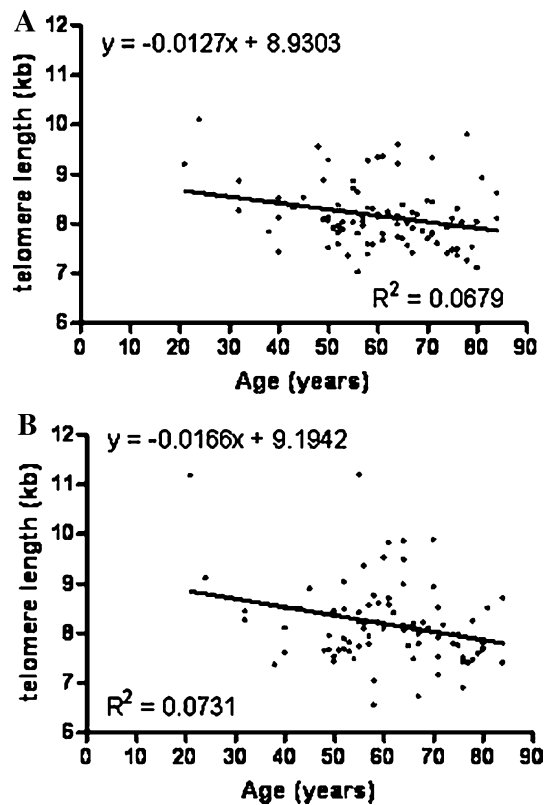 A
y = -0.0127x + 8.9303
12
11
10
9
8
7
6
telomere length (kb)
R² = 0.0679
0 10 20 30 40 50 60 70 80 90
Age (years)
B
y = -0.0166x + 9.1942
12
11
10
9
8
7
6
telomere length (kb)
R² = 0.0731
0 10 20 30 40 50 60 70 80 90
Age (years)